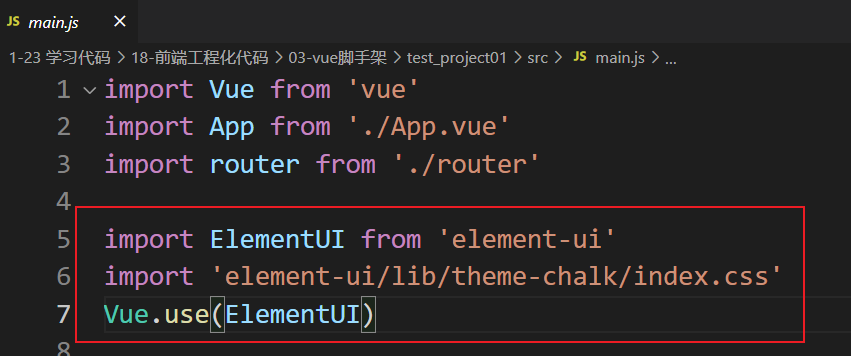 JS main.js ×
1-23 学习代码 > 18-前端工程化代码 > 03-vue脚手架 > test_project01 > src > JS main.js > ...
1 import Vue from 'vue'
2 import App from './App.vue'
3 import router from './router'
4
5 import ElementUI from 'element-ui'
6 import 'element-ui/lib/theme-chalk/index.css'
7 Vue.use(ElementUI)
8